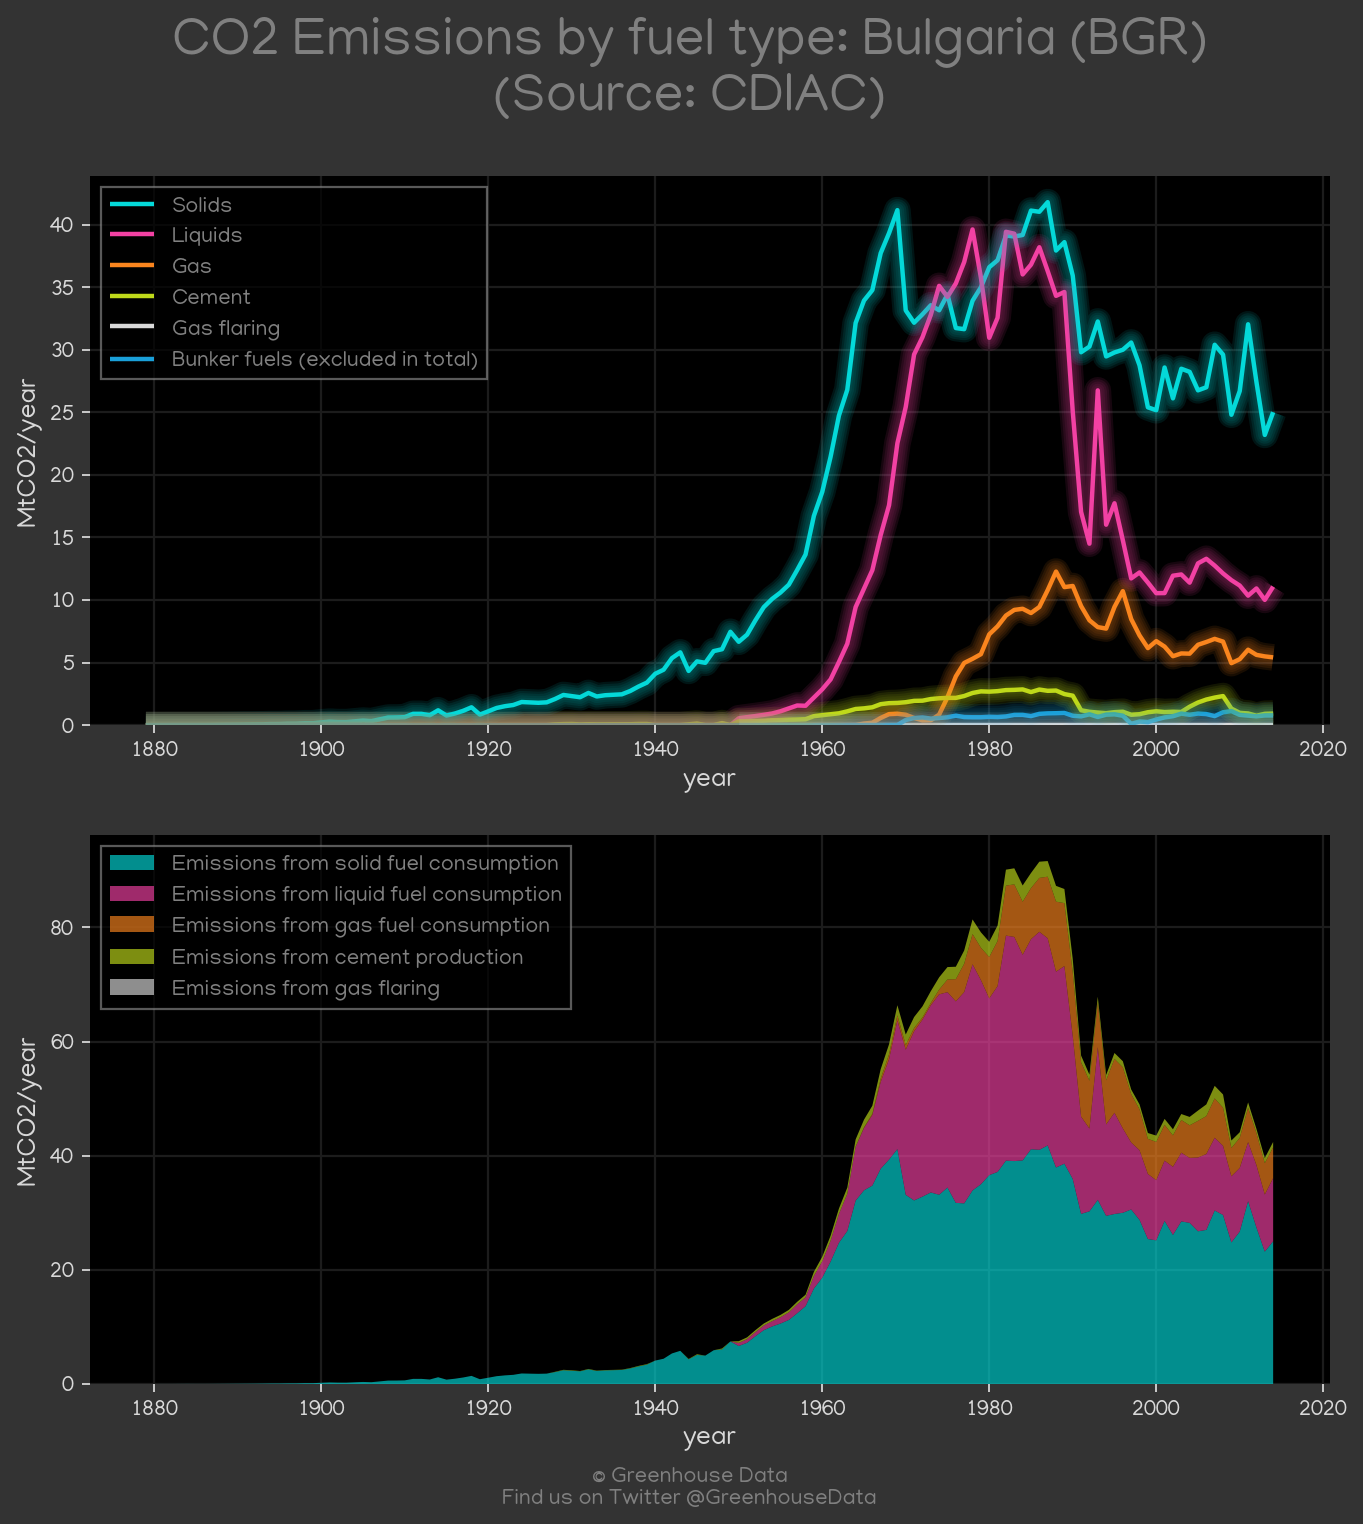 CO2 Emissions by fuel type: Bulgaria (BGR)
(Source: CDIAC)
Solids
Liquids
Gas
Cement
Gas flaring
Bunker fuels (excluded in total)
MtCO2/year
40
35
30
25
20
15
10
5
0
1880
1900
1920
1940
1960
1980
2000
2020
year
Emissions from solid fuel consumption
Emissions from liquid fuel consumption
Emissions from gas fuel consumption
Emissions from cement production
Emissions from gas flaring
MtCO2/year
80
60
40
20
0
1880
1900
1920
1940
1960
1980
2000
2020
year
© Greenhouse Data
Find us on Twitter @GreenhouseData